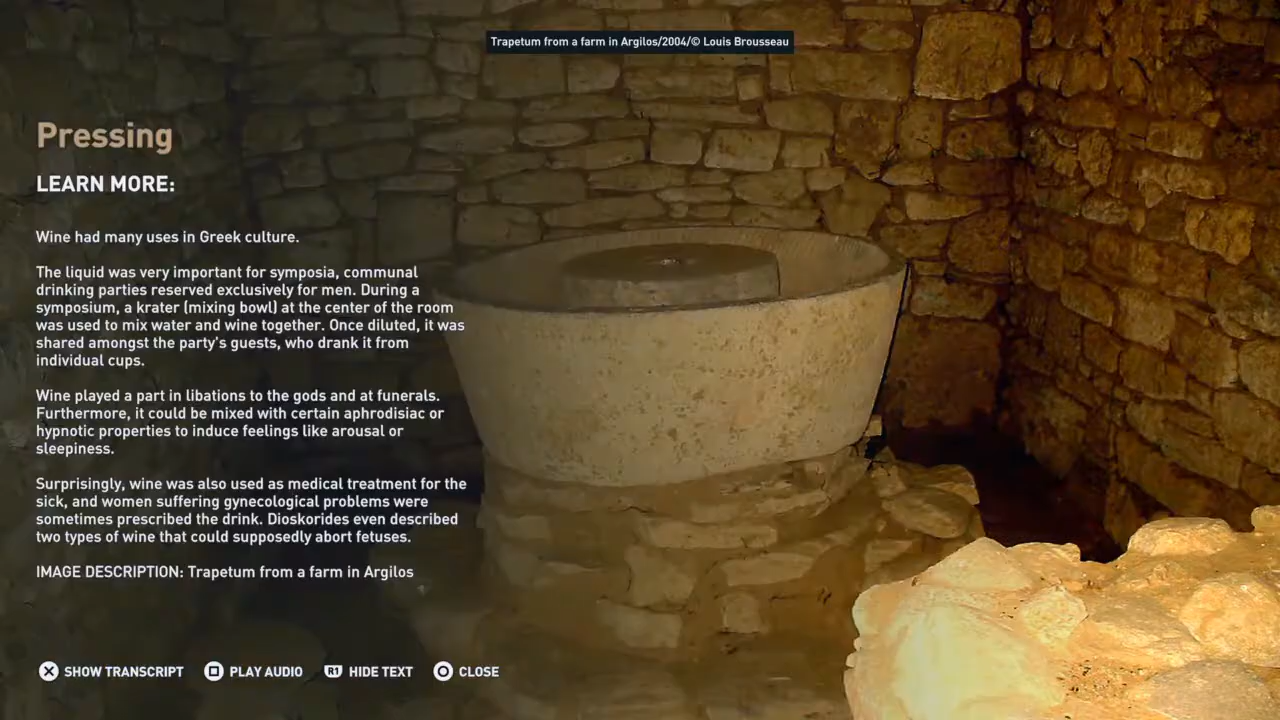 Trapetum from a farm in Argilos/2004/© Louis Brousseau
Pressing
LEARN MORE:
Wine had many uses in Greek culture.
The liquid was very important for symposia, communal
drinking parties reserved exclusively for men. During a
symposium, a krater (mixing bowl) at the center of the room
was used to mix water and wine together. Once diluted, it was
shared amongst the party's guests, who drank it from
individual cups.
Wine played a part in libations to the gods and at funerals.
Furthermore, it could be mixed with certain aphrodisiac or
hypnotic properties to induce feelings like arousal or
sleepiness.
Surprisingly, wine was also used as medical treatment for the
sick, and women suffering gynecological problems were
sometimes prescribed the drink. Dioskorides even described
two types of wine that could supposedly abort fetuses.
IMAGE DESCRIPTION: Trapetum from a farm in Argilos
SHOW TRANSCRIPT PLAY AUDIO R1 HIDE TEXT CLOSE